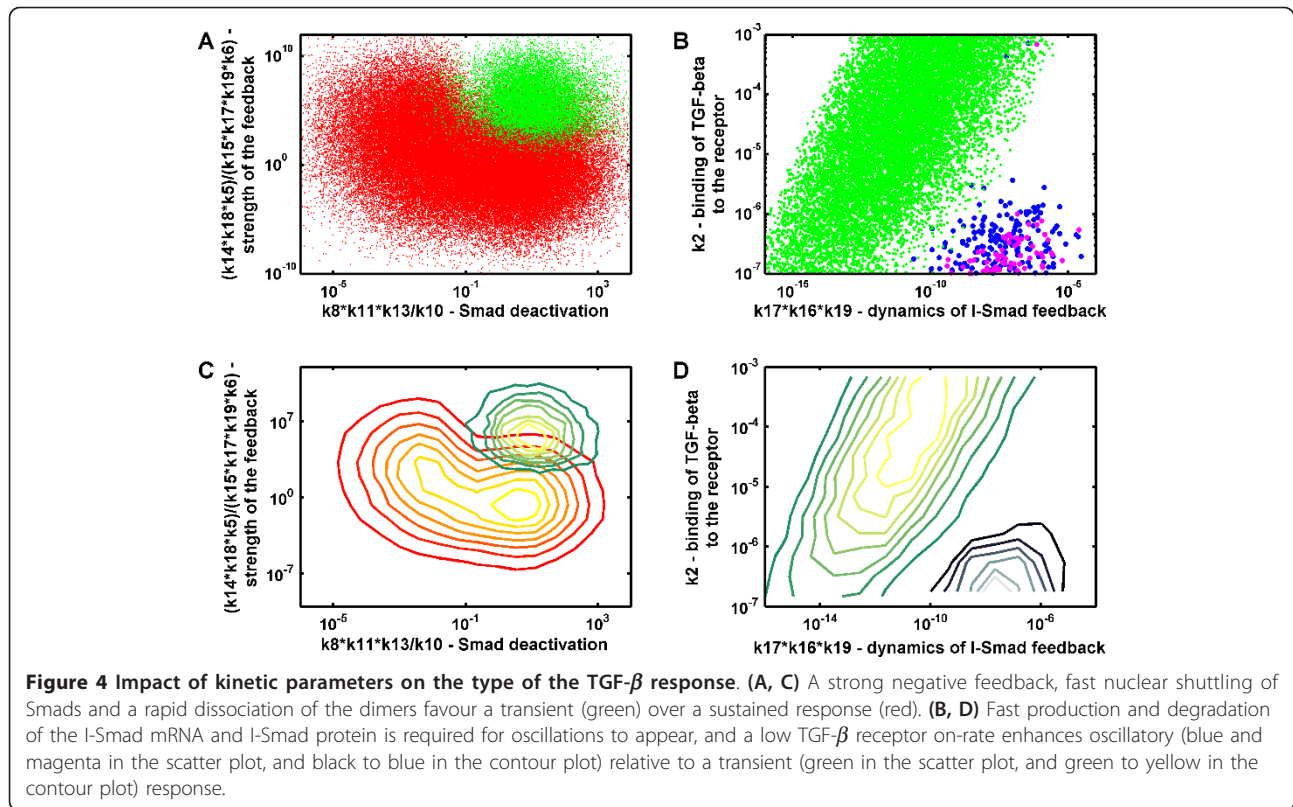 A
B
(k14*k18*k5)/(k15*k17*k19*k6) -
strength of the feedback
10^10
10^0
10^-10
10^-5
10^-1
10^3
k8*k11*k13/k10 - Smad deactivation
k2 - binding of TGF-beta
to the receptor
10^-3
10^-4
10^-5
10^-6
10^-7
10^-15
10^-10
10^-5
k17*k16*k19 - dynamics of I-Smad feedback
C
D
(k14*k18*k5)/(k15*k17*k19*k6) -
strength of the feedback
10^7
10^0
10^-7
10^-5
10^-1
10^3
k8*k11*k13/k10 - Smad deactivation
k2 - binding of TGF-beta
to the receptor
10^-3
10^-4
10^-5
10^-6
10^-7
10^-14
10^-10
10^-6
k17*k16*k19 - dynamics of I-Smad feedback
Figure 4 Impact of kinetic parameters on the type of the TGF-β response. (A, C) A strong negative feedback, fast nuclear shuttling of
Smads and a rapid dissociation of the dimers favour a transient (green) over a sustained response (red). (B, D) Fast production and degradation
of the I-Smad mRNA and I-Smad protein is required for oscillations to appear, and a low TGF-β receptor on-rate enhances oscillatory (blue and
magenta in the scatter plot, and black to blue in the contour plot) relative to a transient (green in the scatter plot, and green to yellow in the
contour plot) response.